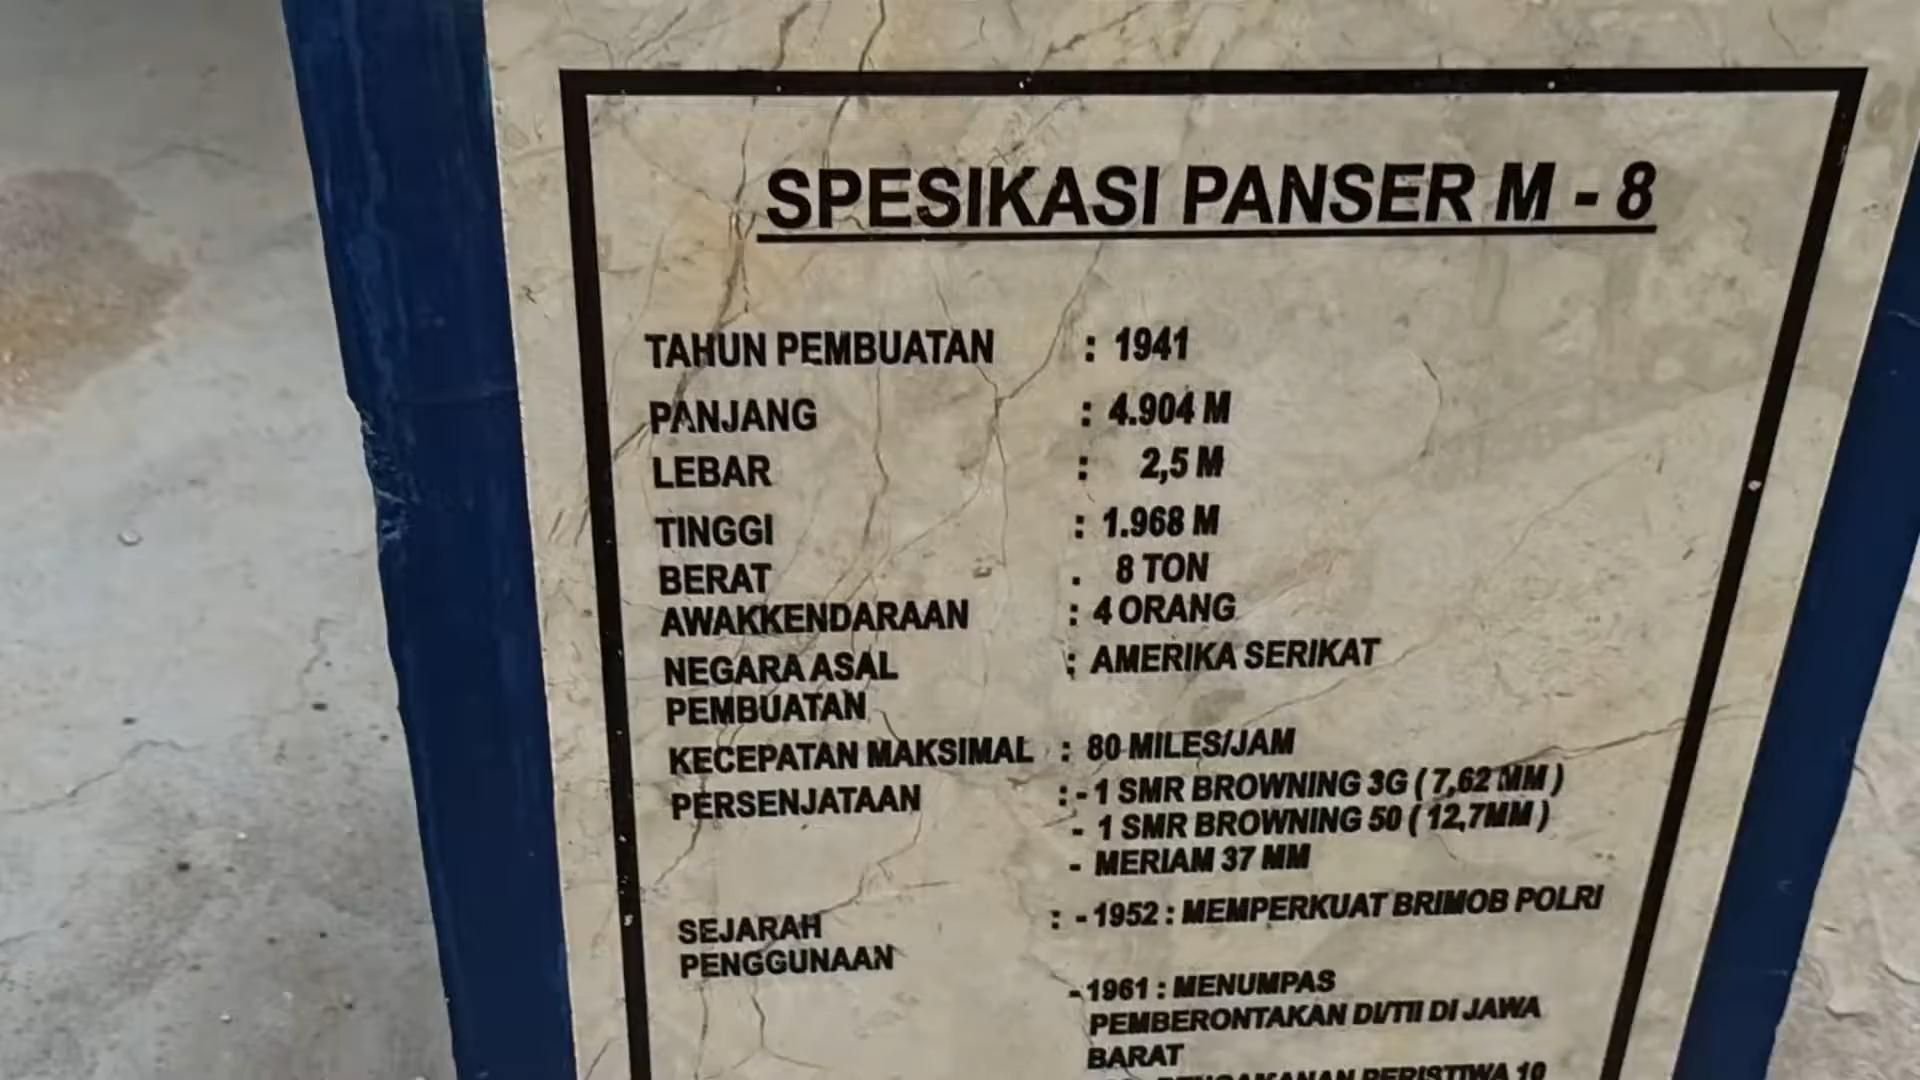 SPESIKASI PANSER M - 8
TAHUN PEMBUATAN : 1941
PANJANG : 4.904 M
LEBAR : 2,5 M
TINGGI : 1.968 M
BERAT . 8 TON
AWAKKENDARAAN : 4 ORANG
NEGARA ASAL : AMERIKA SERIKAT
PEMBUATAN
KECEPATAN MAKSIMAL : 80 MILES/JAM
PERSENJATAAN : - 1 SMR BROWNING 3G ( 7,62 MM )
- 1 SMR BROWNING 50 ( 12,7MM )
- MERIAM 37 MM
SEJARAH : - 1952 : MEMPERKUAT BRIMOB POLRI
PENGGUNAAN
- 1961 : MENUMPAS
PEMBERONTAKAN DI/TII DI JAWA
BARAT
PERISTIWA 10